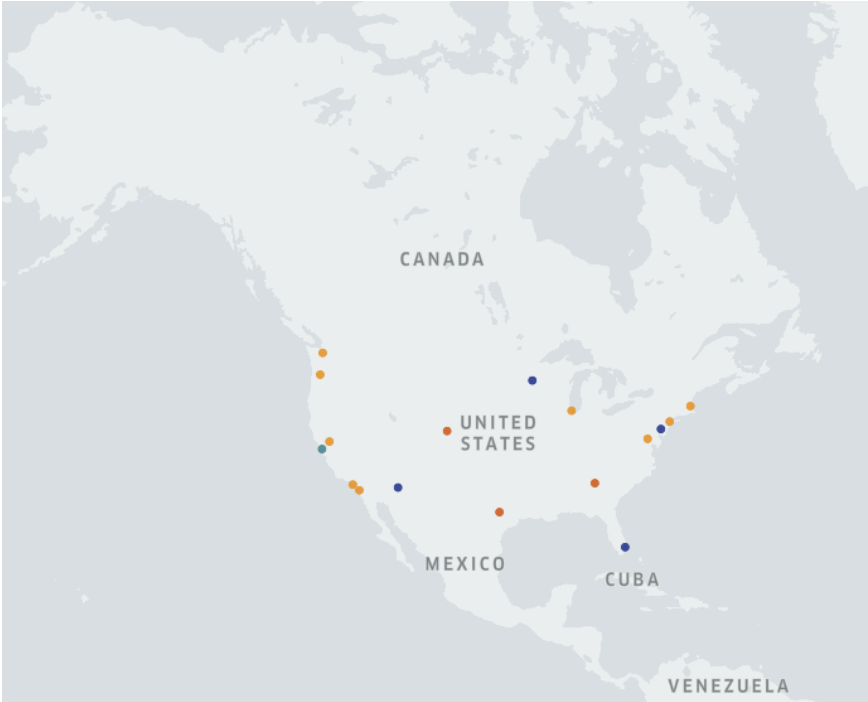 CANADA
UNITED
STATES
MEXICO
CUBA
VENEZUELA